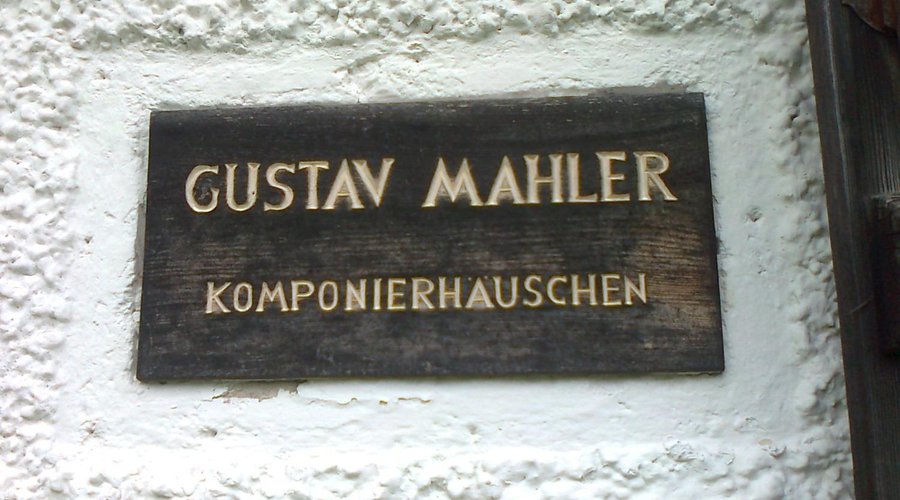 GUSTAV MAHLER
KOMPONIERHÄUSCHEN